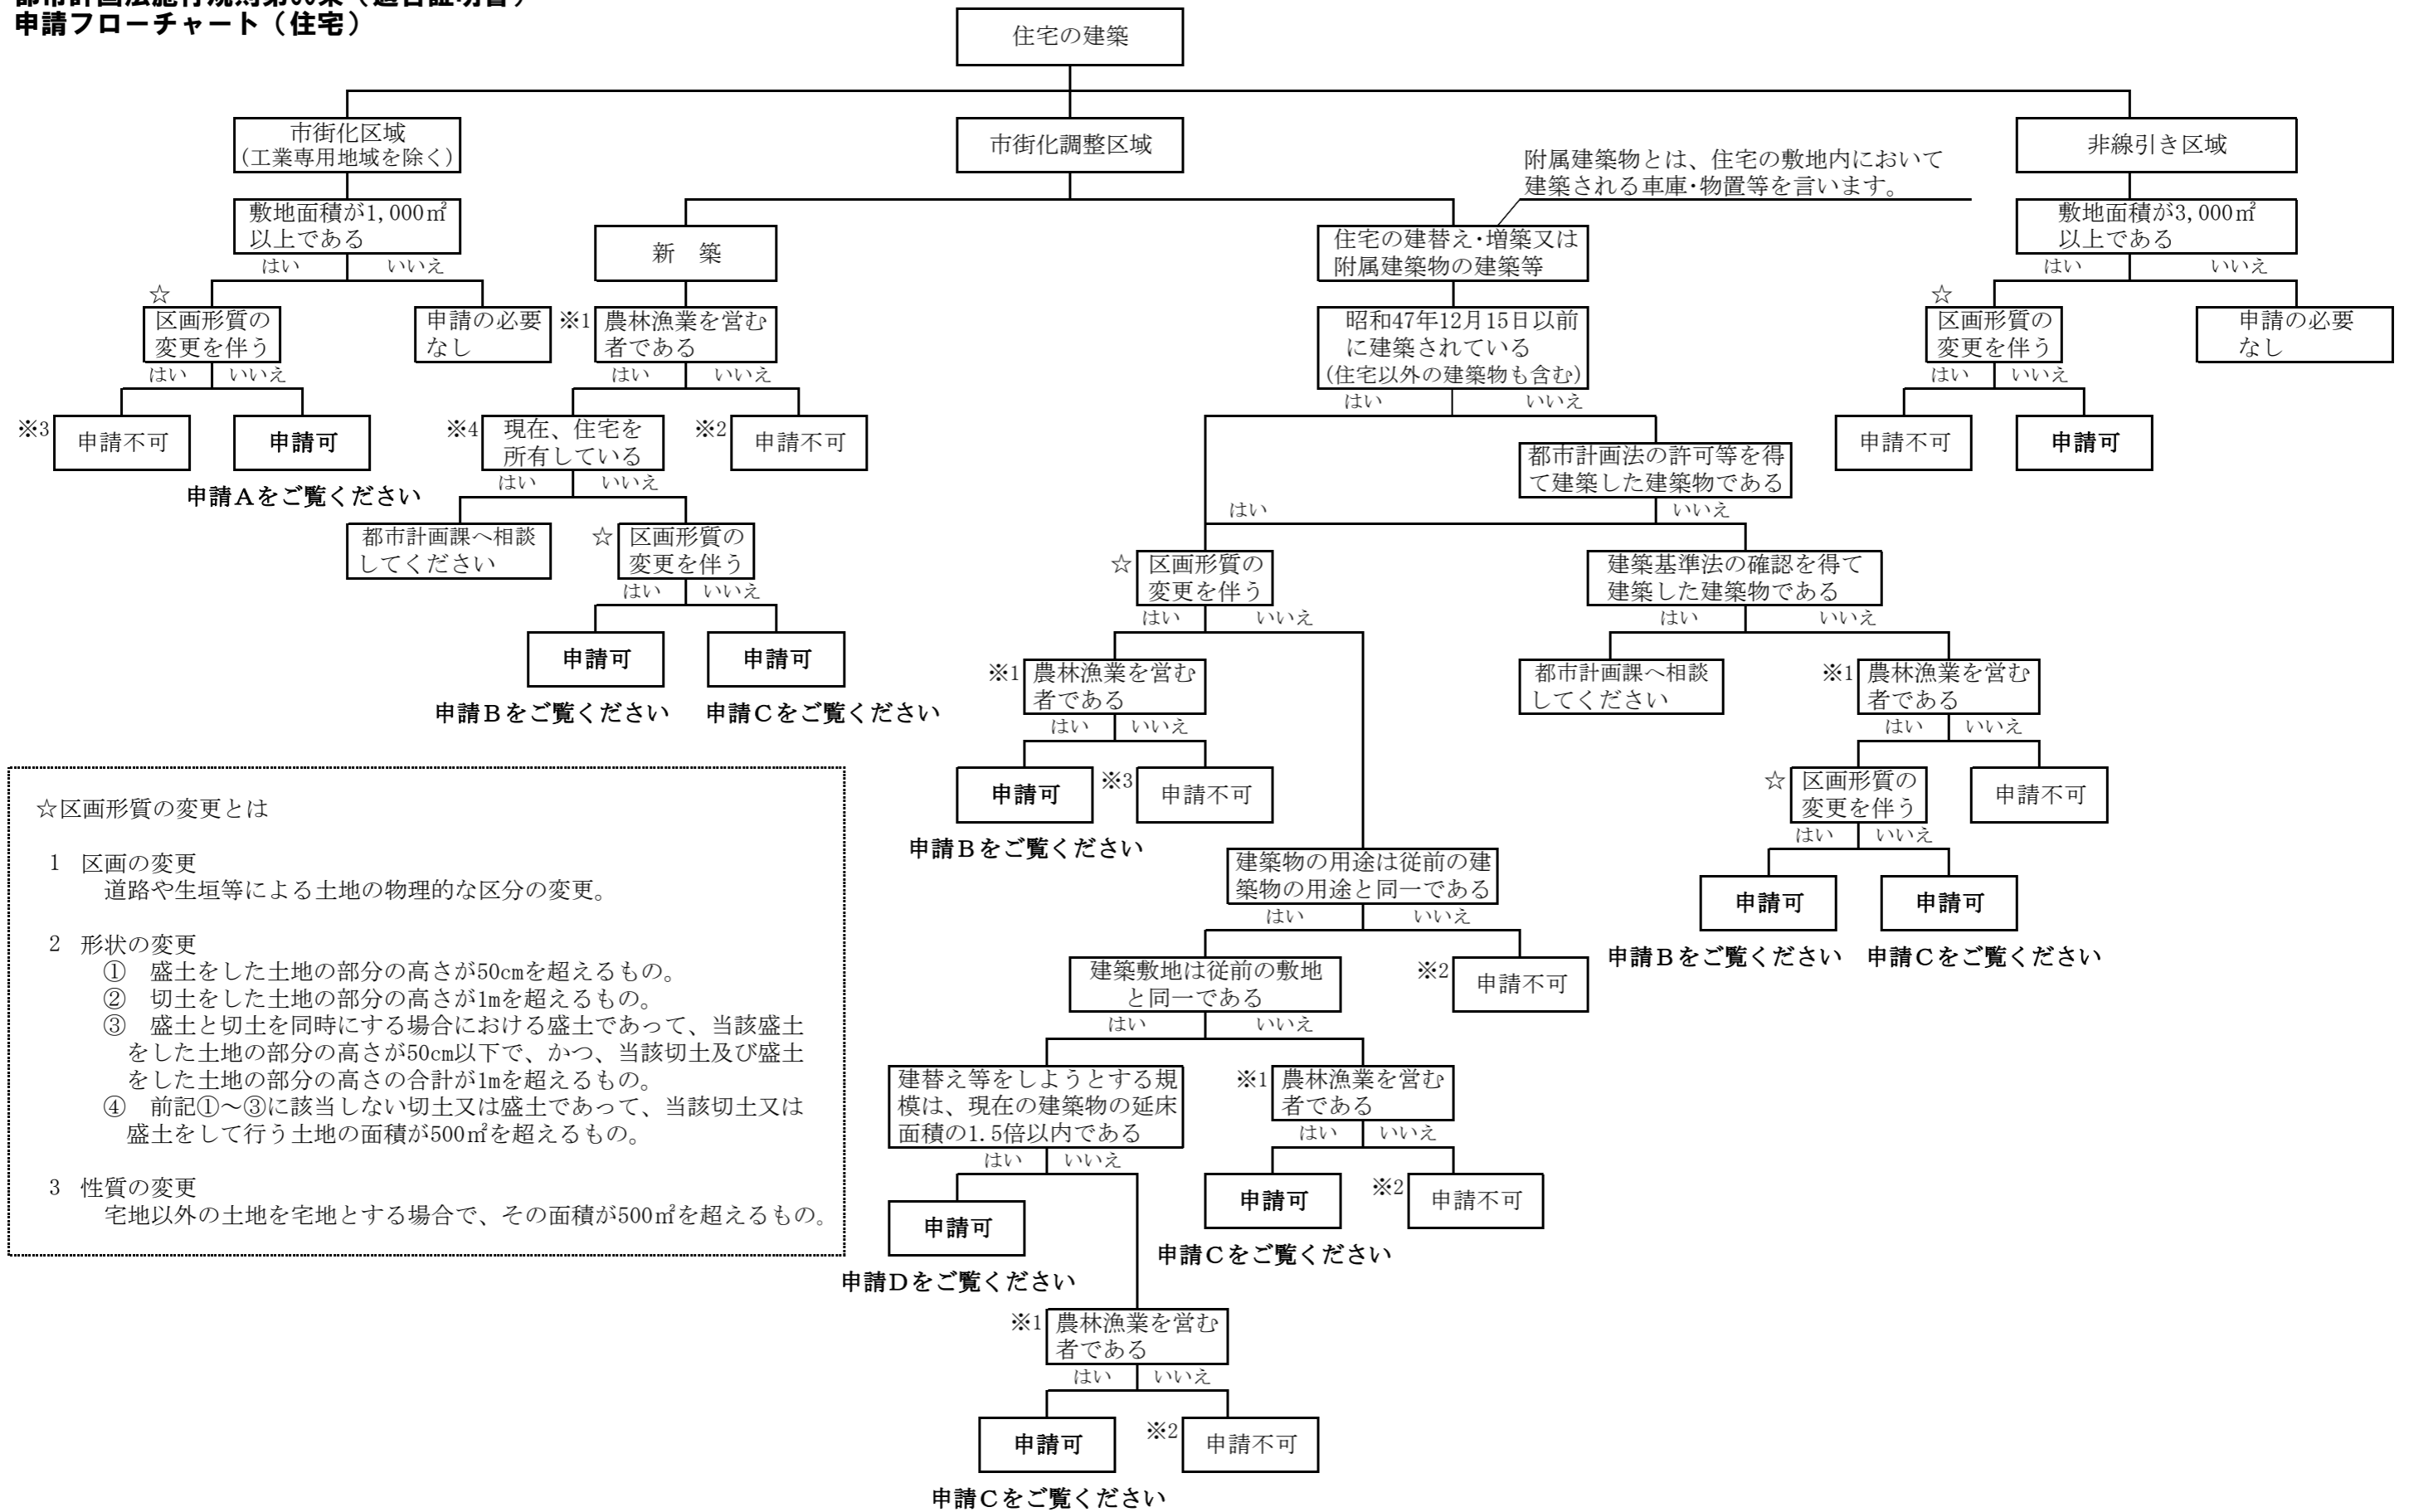 申請フローチャート（住宅）
住宅の建築
市街化区域
(工業専用地域を除く)
敷地面積が1,000㎡
以上である
はい
いいえ
☆
区画形質の
変更を伴う
申請の必要
なし
はい
いいえ
※3
申請不可
申請可
申請Ａをご覧ください
市街化調整区域
新　築
※1
農林漁業を営む
者である
はい
いいえ
※4
現在、住宅を
所有している
※2
申請不可
はい
いいえ
都市計画課へ相談
してください
☆
区画形質の
変更を伴う
はい
いいえ
申請可
申請可
申請Ｂをご覧ください
申請Ｃをご覧ください
附属建築物とは、住宅の敷地内において
建築される車庫･物置等を言います。
住宅の建替え･増築又は
附属建築物の建築等
昭和47年12月15日以前
に建築されている
(住宅以外の建築物も含む)
はい
いいえ
都市計画法の許可等を得
て建築した建築物である
はい
いいえ
☆
区画形質の
変更を伴う
はい
いいえ
※1
農林漁業を営む
者である
はい
いいえ
申請可
※3
申請不可
申請Ｂをご覧ください
建築基準法の確認を得て
建築した建築物である
はい
いいえ
都市計画課へ相談
してください
※1
農林漁業を営む
者である
はい
いいえ
☆
区画形質の
変更を伴う
申請不可
はい
いいえ
申請可
申請可
申請Ｂをご覧ください
申請Ｃをご覧ください
建築物の用途は従前の建
築物の用途と同一である
はい
いいえ
建築敷地は従前の敷地
と同一である
※2
申請不可
はい
いいえ
建替え等をしようとする規
模は、現在の建築物の延床
面積の1.5倍以内である
はい
いいえ
※1
農林漁業を営む
者である
はい
いいえ
申請可
申請Ｄをご覧ください
申請可
※2
申請不可
申請Ｃをご覧ください
※1
農林漁業を営む
者である
はい
いいえ
申請可
※2
申請不可
申請Ｃをご覧ください
非線引き区域
敷地面積が3,000㎡
以上である
はい
いいえ
☆
区画形質の
変更を伴う
申請の必要
なし
はい
いいえ
申請不可
申請可
☆区画形質の変更とは
1 区画の変更
道路や生垣等による土地の物理的な区分の変更。
2 形状の変更
①　盛土をした土地の部分の高さが50cmを超えるもの。
②　切土をした土地の部分の高さが1mを超えるもの。
③　盛土と切土を同時にする場合における盛土であって、当該盛土
をした土地の部分の高さが50cm以下で、かつ、当該切土及び盛土
をした土地の部分の高さの合計が1mを超えるもの。
④　前記①～③に該当しない切土又は盛土であって、当該切土又は
盛土をして行う土地の面積が500㎡を超えるもの。
3 性質の変更
宅地以外の土地を宅地とする場合で、その面積が500㎡を超えるもの。